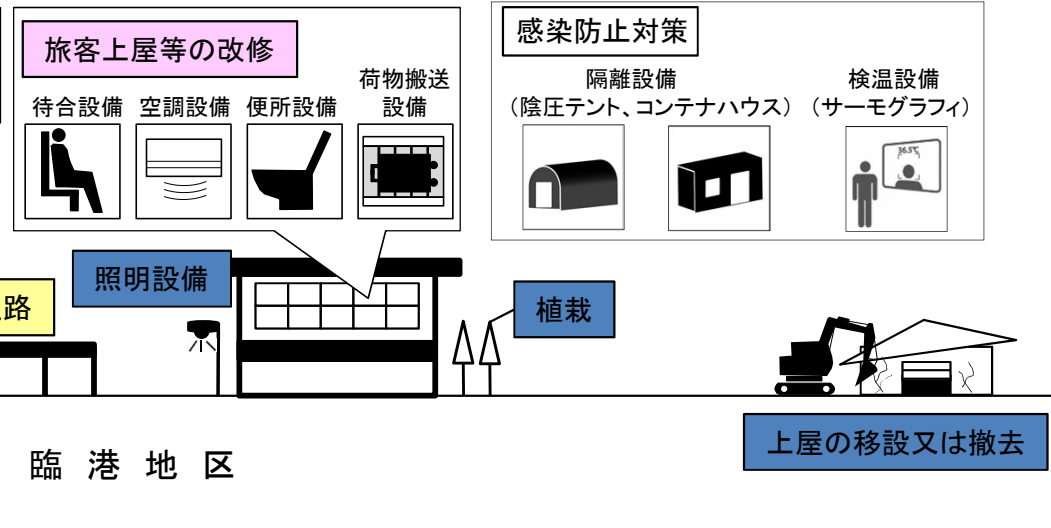 旅客上屋等の改修
待合設備
空調設備
便所設備
荷物搬送
設備
感染防止対策
隔離設備
（陰圧テント、コンテナハウス）
検温設備
（サーモグラフィ）
36.5℃
照明設備
路
植栽
上屋の移設又は撤去
臨港地区